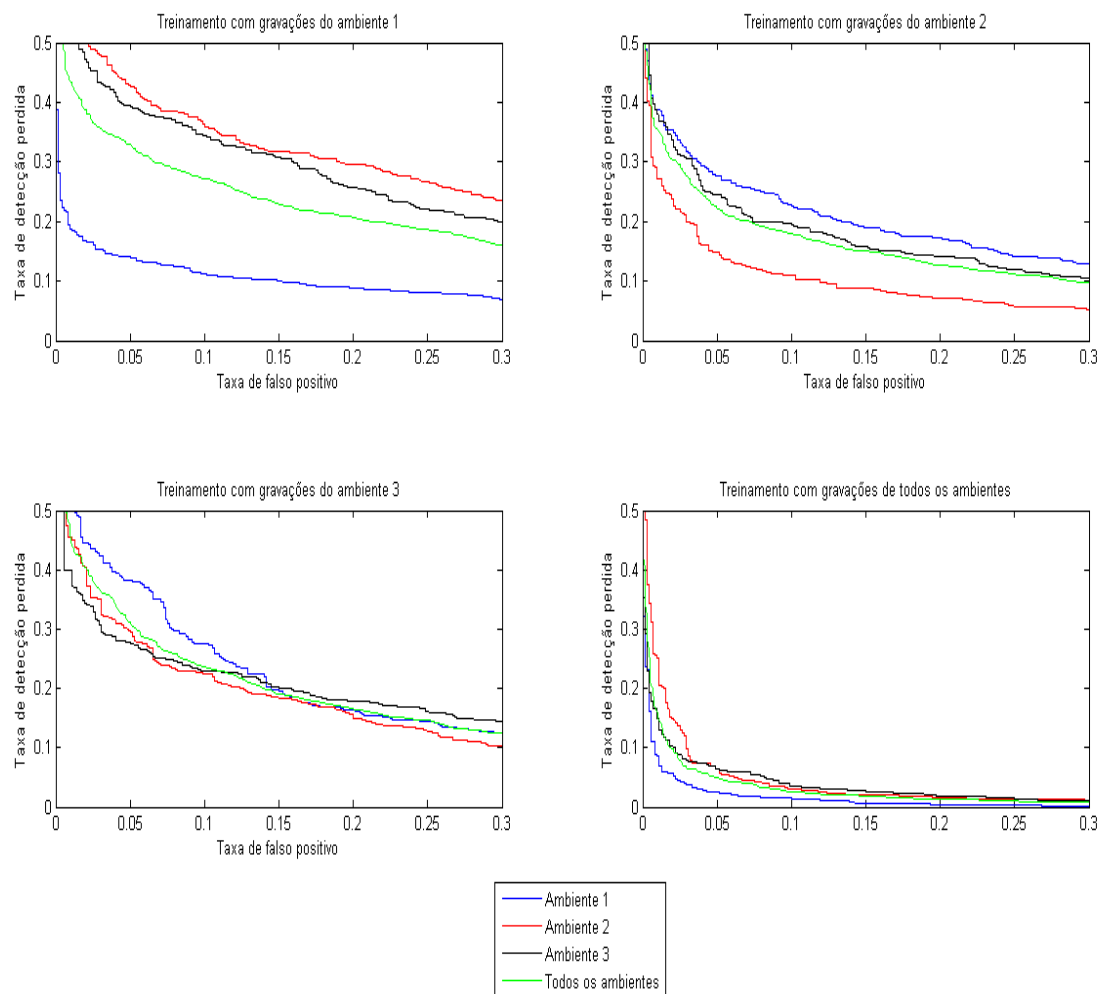 Treinamento com gravações do ambiente 1
Taxa de detecção perdida
0.5
0.4
0.3
0.2
0.1
0
0 0.05 0.1 0.15 0.2 0.25 0.3
Taxa de falso positivo
Treinamento com gravações do ambiente 2
Taxa de detecção perdida
0.5
0.4
0.3
0.2
0.1
0
0 0.05 0.1 0.15 0.2 0.25 0.3
Taxa de falso positivo
Treinamento com gravações do ambiente 3
Taxa de detecção perdida
0.5
0.4
0.3
0.2
0.1
0
0 0.05 0.1 0.15 0.2 0.25 0.3
Taxa de falso positivo
Treinamento com gravações de todos os ambientes
Taxa de detecção perdida
0.5
0.4
0.3
0.2
0.1
0
0 0.05 0.1 0.15 0.2 0.25 0.3
Ambiente 1
Ambiente 2
Ambiente 3
Todos os ambientes